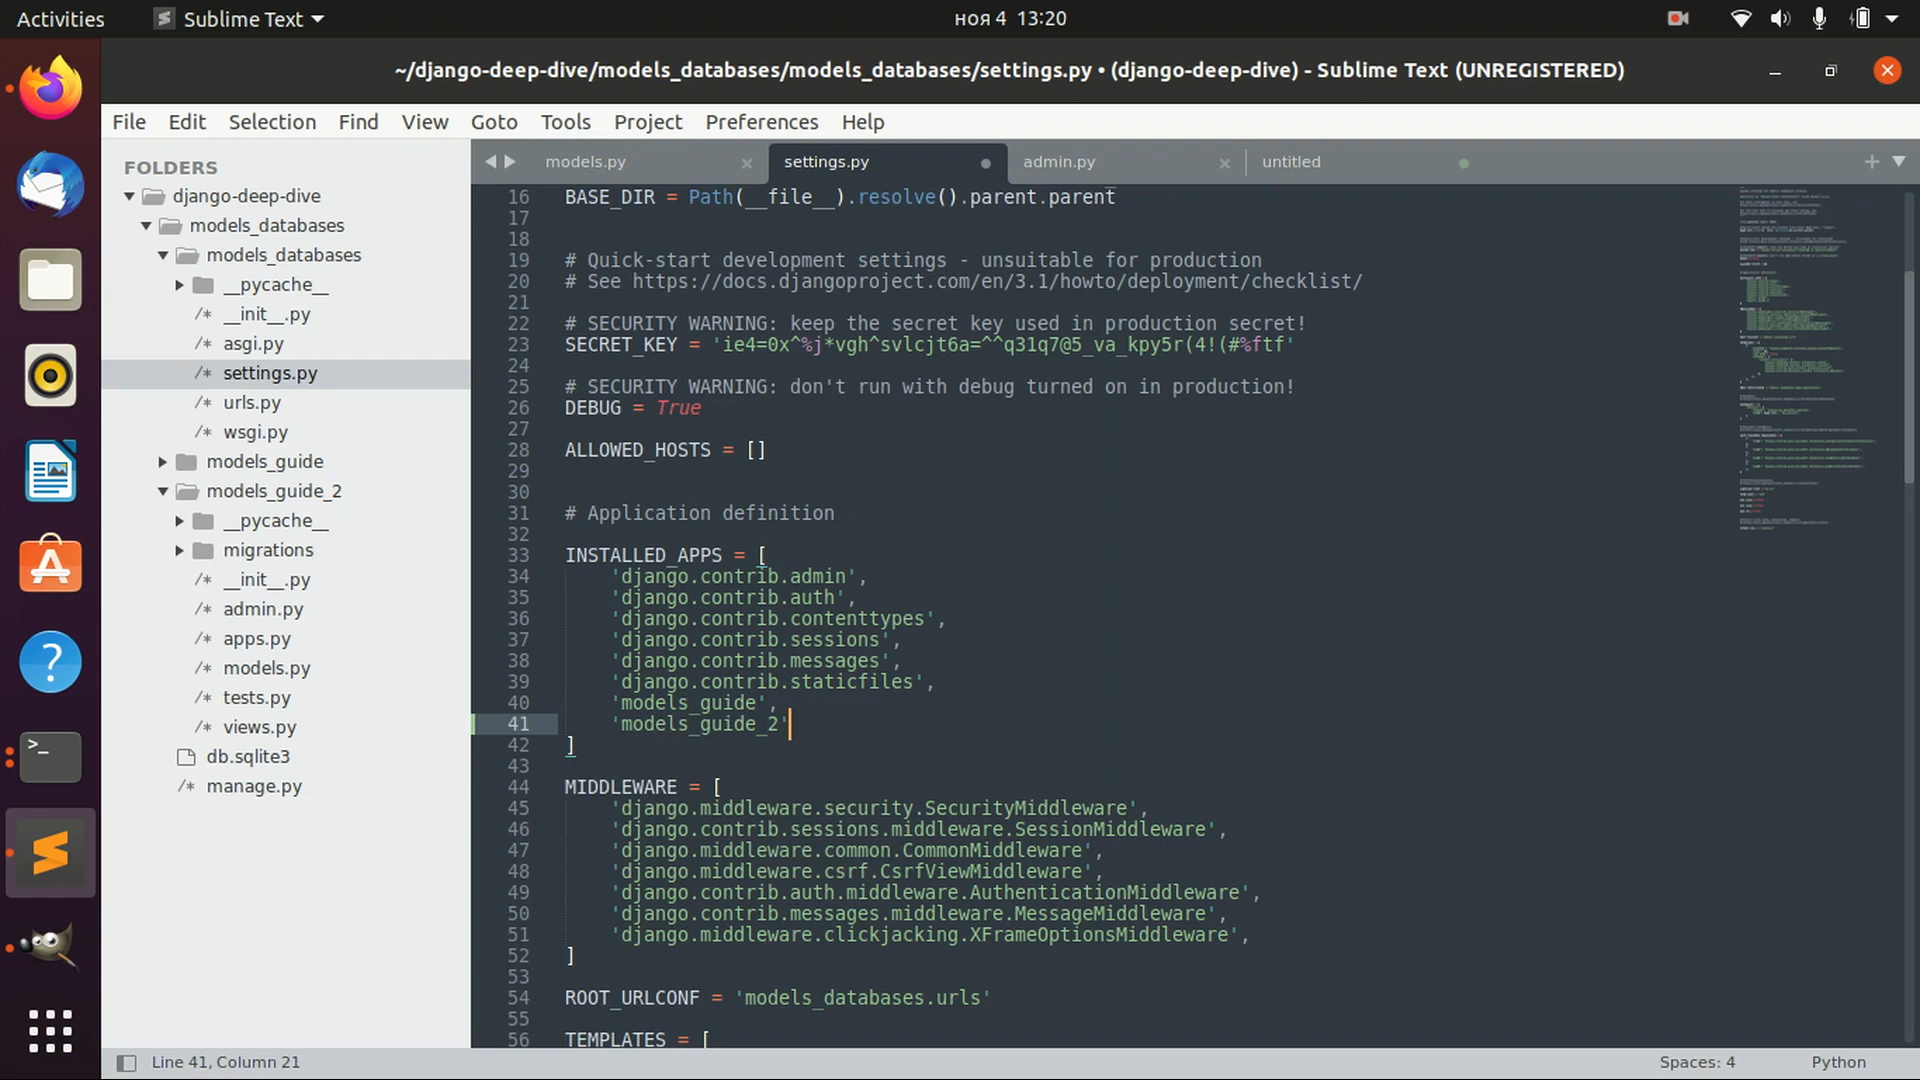 Activities
Sublime Text
ноя 4 13:20
~/django-deep-dive/models_databases/models_databases/settings.py • (django-deep-dive) - Sublime Text (UNREGISTERED)
File Edit Selection Find View Goto Tools Project Preferences Help
FOLDERS
django-deep-dive
models_databases
models_databases
__pycache__
/* __init__.py
/* asgi.py
/* settings.py
/* urls.py
/* wsgi.py
models_guide
models_guide_2
__pycache__
migrations
/* __init__.py
/* admin.py
/* apps.py
/* models.py
/* tests.py
/* views.py
db.sqlite3
/* manage.py
models.py settings.py admin.py untitled
16 BASE_DIR = Path(__file__).resolve().parent.parent
17
18
19 # Quick-start development settings - unsuitable for production
20 # See https://docs.djangoproject.com/en/3.1/howto/deployment/checklist/
21
22 # SECURITY WARNING: keep the secret key used in production secret!
23 SECRET_KEY = 'ie4=0x^%j*vgh^svlcjt6a=^^q31q7@5_va_kpy5r(4!(#%ftf'
24
25 # SECURITY WARNING: don't run with debug turned on in production!
26 DEBUG = True
27
28 ALLOWED_HOSTS = []
29
30
31 # Application definition
32
33 INSTALLED_APPS = [
34 'django.contrib.admin',
35 'django.contrib.auth',
36 'django.contrib.contenttypes',
37 'django.contrib.sessions',
38 'django.contrib.messages',
39 'django.contrib.staticfiles',
40 'models_guide',
41 'models_guide_2'
42 ]
43
44 MIDDLEWARE = [
45 'django.middleware.security.SecurityMiddleware',
46 'django.contrib.sessions.middleware.SessionMiddleware',
47 'django.middleware.common.CommonMiddleware',
48 'django.middleware.csrf.CsrfViewMiddleware',
49 'django.contrib.auth.middleware.AuthenticationMiddleware',
50 'django.contrib.messages.middleware.MessageMiddleware',
51 'django.middleware.clickjacking.XFrameOptionsMiddleware',
52 ]
53
54 ROOT_URLCONF = 'models_databases.urls'
55
56 TEMPLATES = [
Line 41, Column 21
Spaces: 4
Python